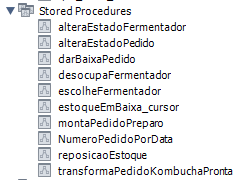 Stored Procedures
alteraEstadoFermentador
alteraEstadoPedido
darBaixaPedido
desocupaFermentador
escolheFermentador
estoqueEmBaixa_cursor
montaPedidoPreparo
NumeroPedidoPorData
reposicaoEstoque
transformaPedidoKombuchaPronta